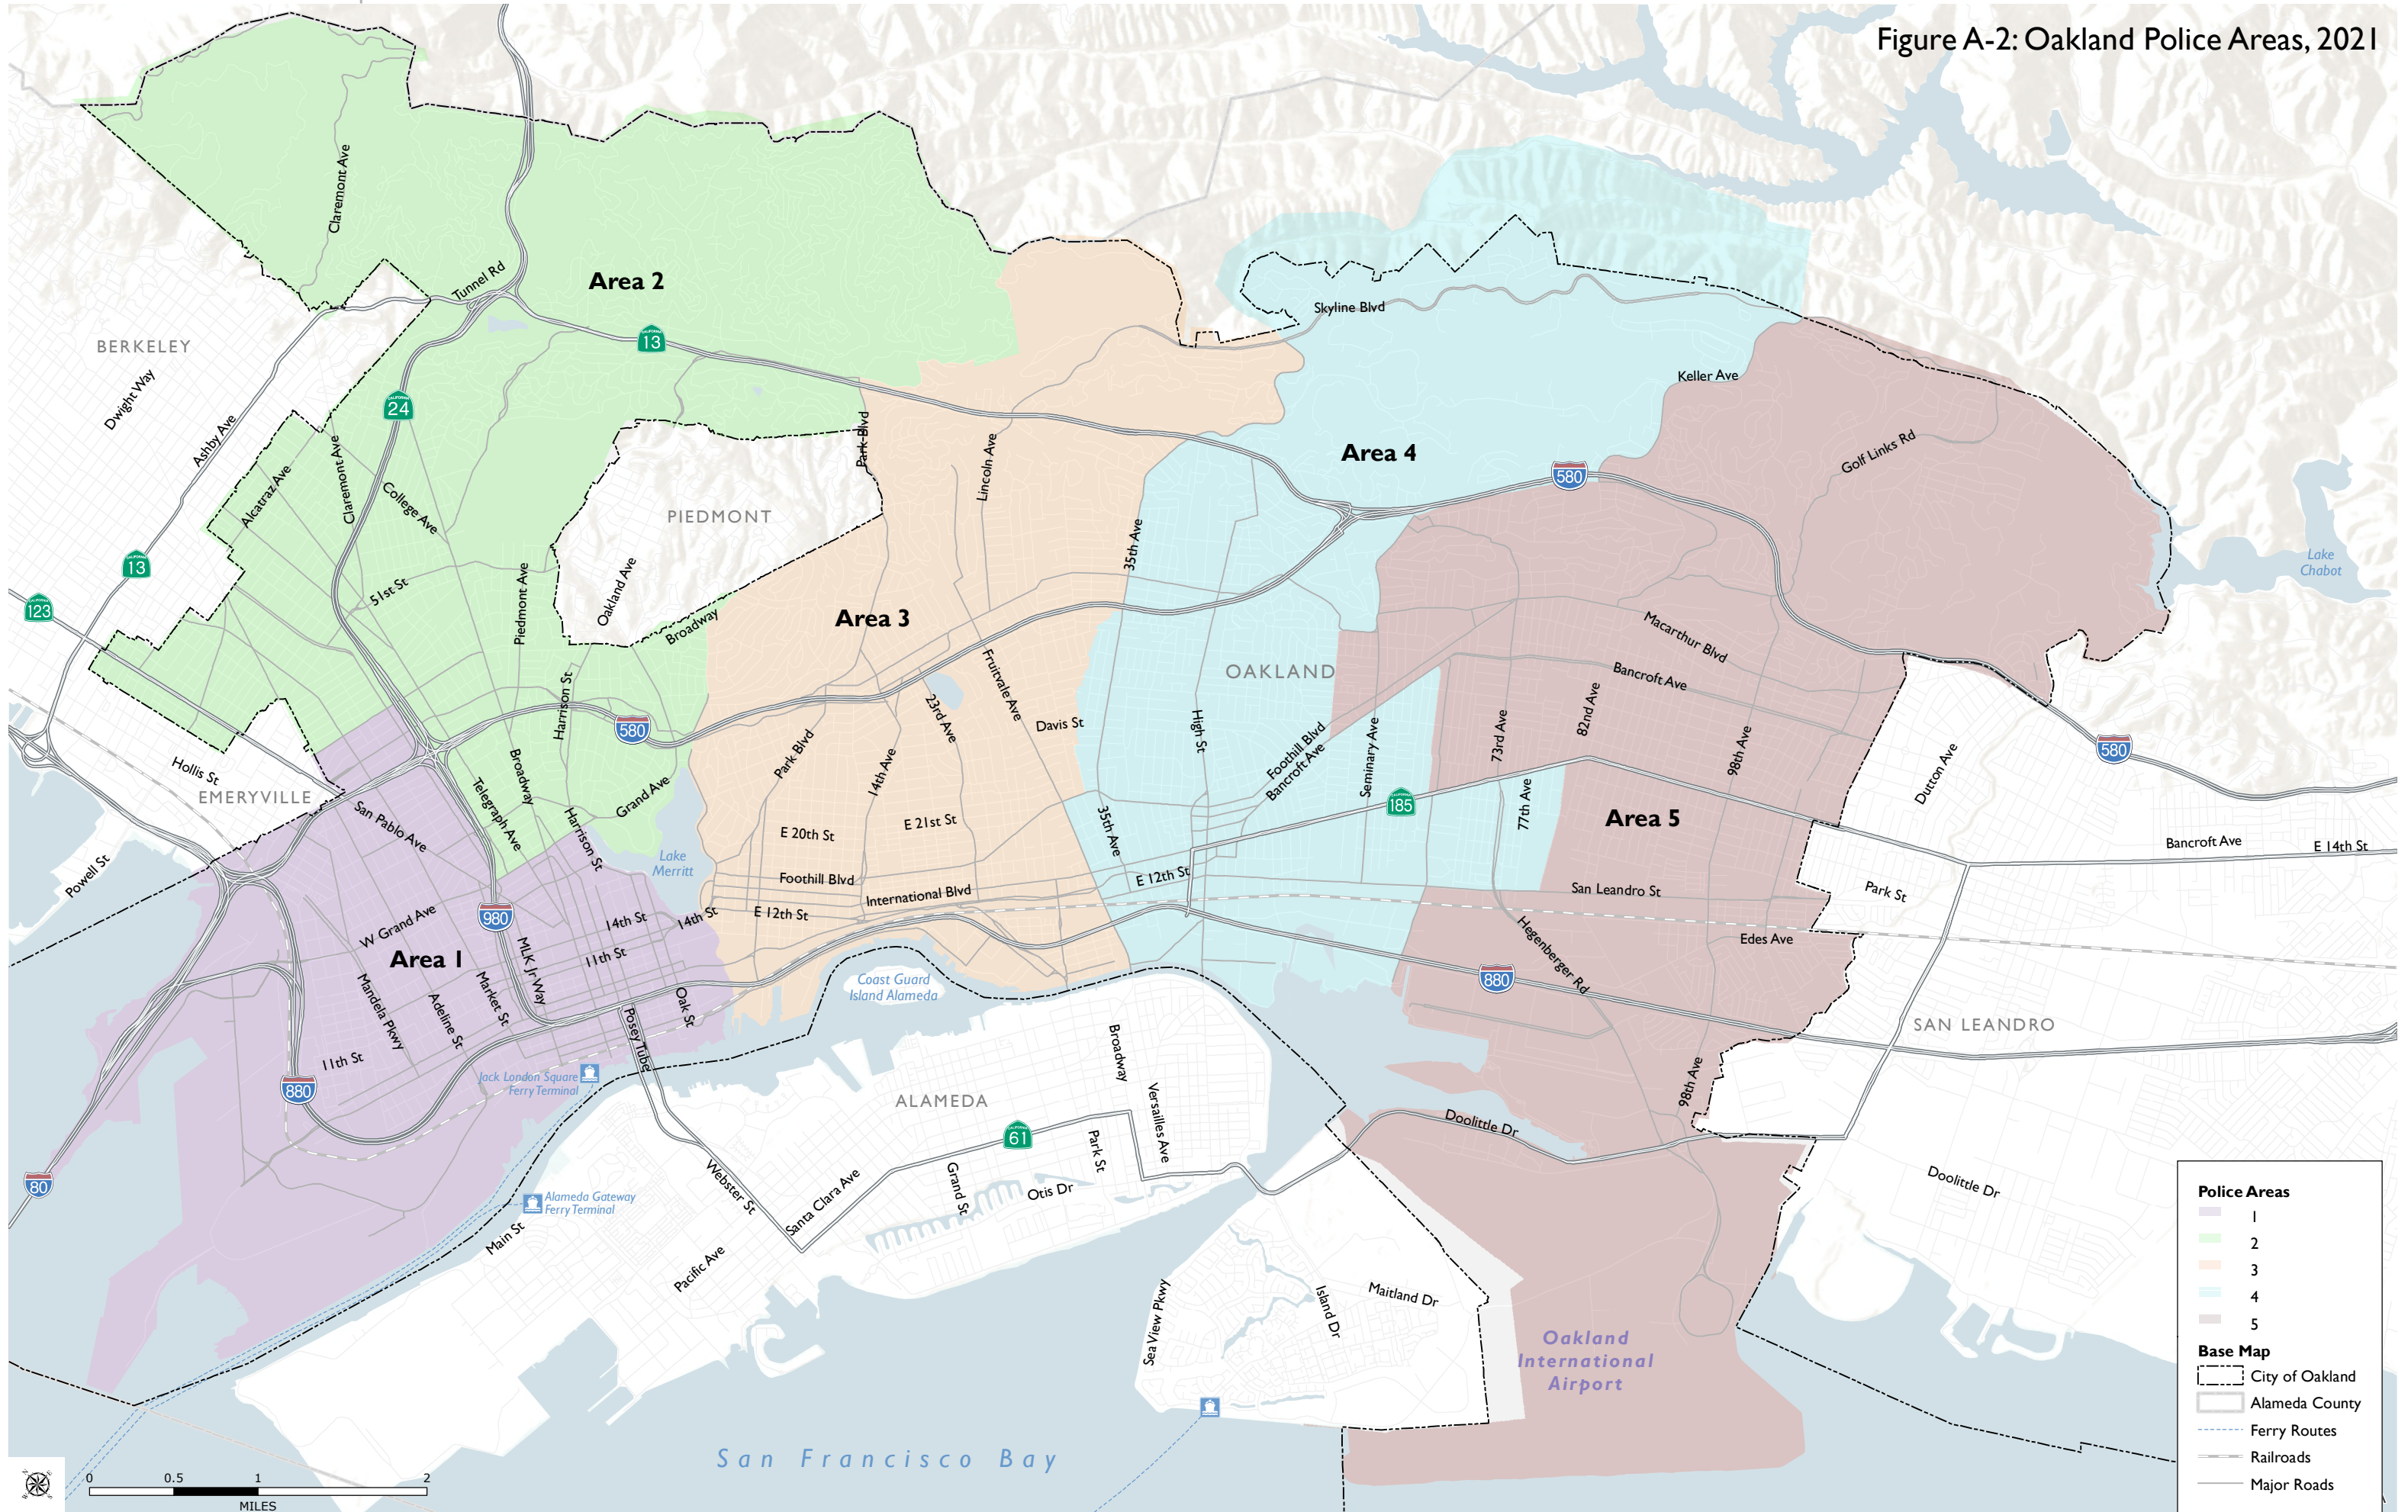 Figure A-2: Oakland Police Areas, 2021
Claremont Ave
Tunnel Rd
Area 2
13
Skyline Blvd
BERKELEY
Dwight Way
Ashby Ave
24
Keller Ave
Park Blvd
Lincoln Ave
Area 4
Golf Links Rd
580
Alcatraz Ave
Claremont Ave
College Ave
PIEDMONT
35th Ave
13
123
51st St
Piedmont Ave
Oakland Ave
Broadway
Area 3
Lake
Chabot
Macarthur Blvd
Bancroft Ave
OAKLAND
Fruitvale Ave
Harrison St
580
23rd Ave
Davis St
High St
Foothill Blvd
Bancroft Ave
Seminary Ave
73rd Ave
82nd Ave
98th Ave
580
Hollis St
EMERYVILLE
Broadway
Park Blvd
14th Ave
Dutton Ave
San Pablo Ave
Telegraph Ave
Harrison St
Grand Ave
E 20th St
E 21st St
35th Ave
185
77th Ave
Area 5
Bancroft Ave
E 14th St
Powell St
Lake
Merritt
Foothill Blvd
International Blvd
E 12th St
E 12th St
San Leandro St
Park St
W Grand Ave
980
14th St
14th St
Area 1
MLK Jr Way
11th St
Hegenberger Rd
Edes Ave
Mandela Pkwy
Adeline St
Market St
Oak St
Coast Guard
Island Alameda
880
SAN LEANDRO
11th St
880
Posey Tube
Jack London Square
Ferry Terminal
Broadway
Versailles Ave
98th Ave
ALAMEDA
61
Doolittle Dr
Park St
80
Alameda Gateway
Ferry Terminal
Main St
Webster St
Santa Clara Ave
Grand St
Otis Dr
Doolittle Dr
Pacific Ave
Sea View Pkwy
Island Dr
Maitland Dr
Oakland
International
Airport
San Francisco Bay
Police Areas
1
2
3
4
5
Base Map
City of Oakland
Alameda County
Ferry Routes
Railroads
Major Roads
0 0.5 1 2
MILES